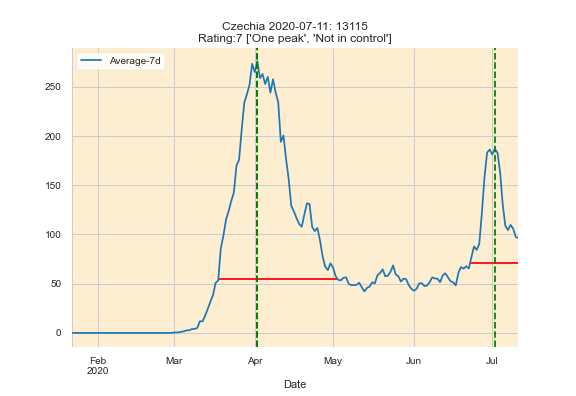 Czechia 2020-07-11: 13115
Rating:7 ['One peak', 'Not in control']
Average-7d
250
200
150
100
50
0
Feb Mar Apr May Jun Jul
2020
Date